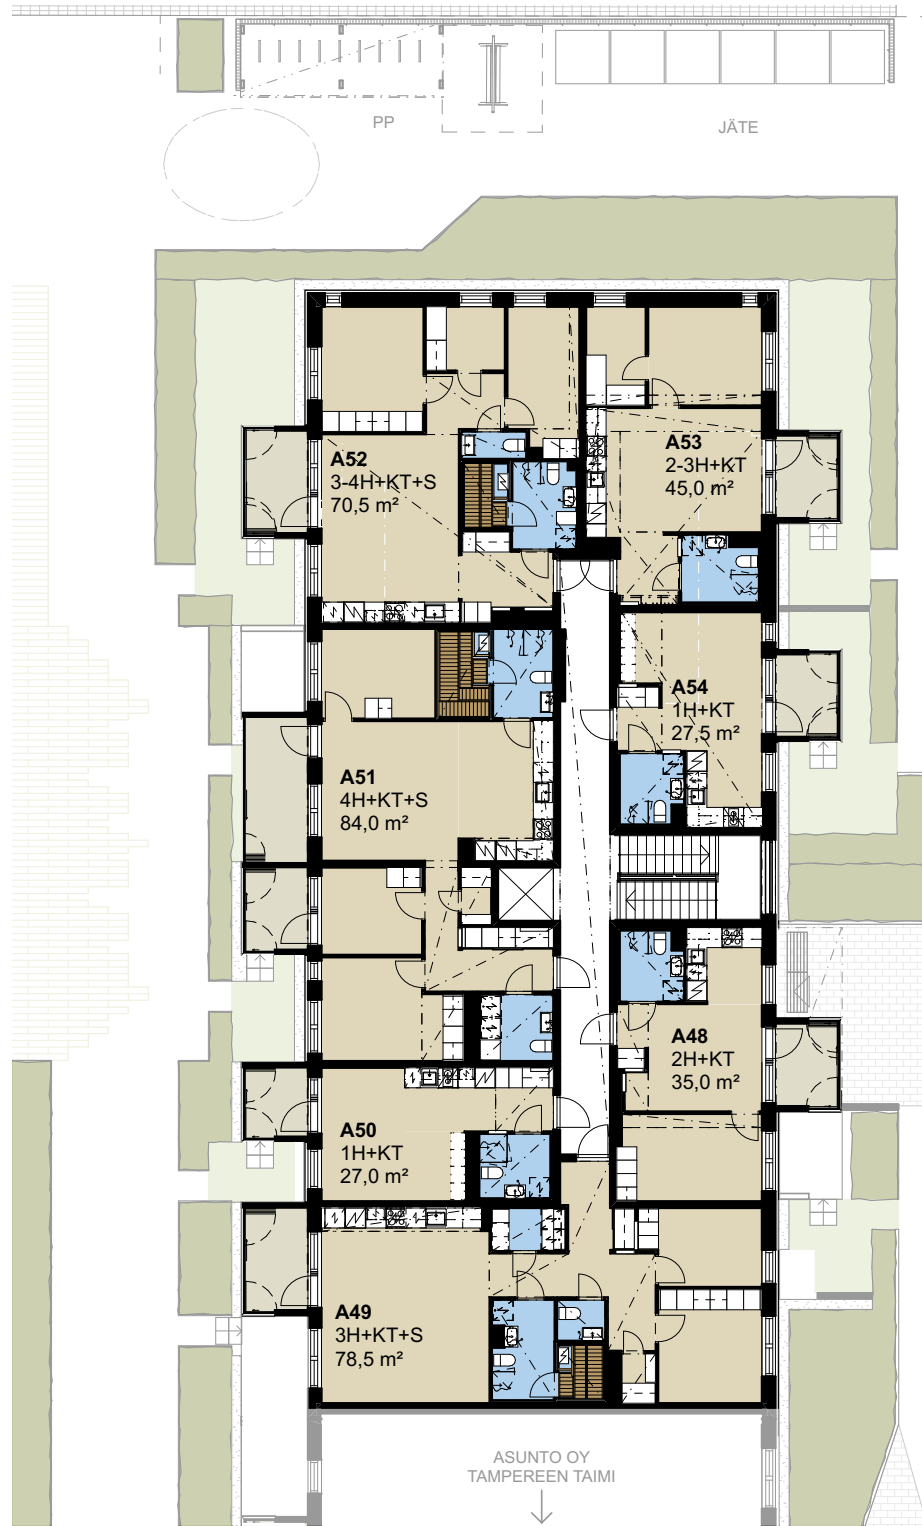 PP
JÄTE
A52
3-4H+KT+S
70,5 m²
A53
2-3H+KT
45,0 m²
A54
1H+KT
27,5 m²
A51
4H+KT+S
84,0 m²
A48
2H+KT
35,0 m²
A50
1H+KT
27,0 m²
A49
3H+KT+S
78,5 m²
ASUNTO OY
TAMPEREEN TAIMI